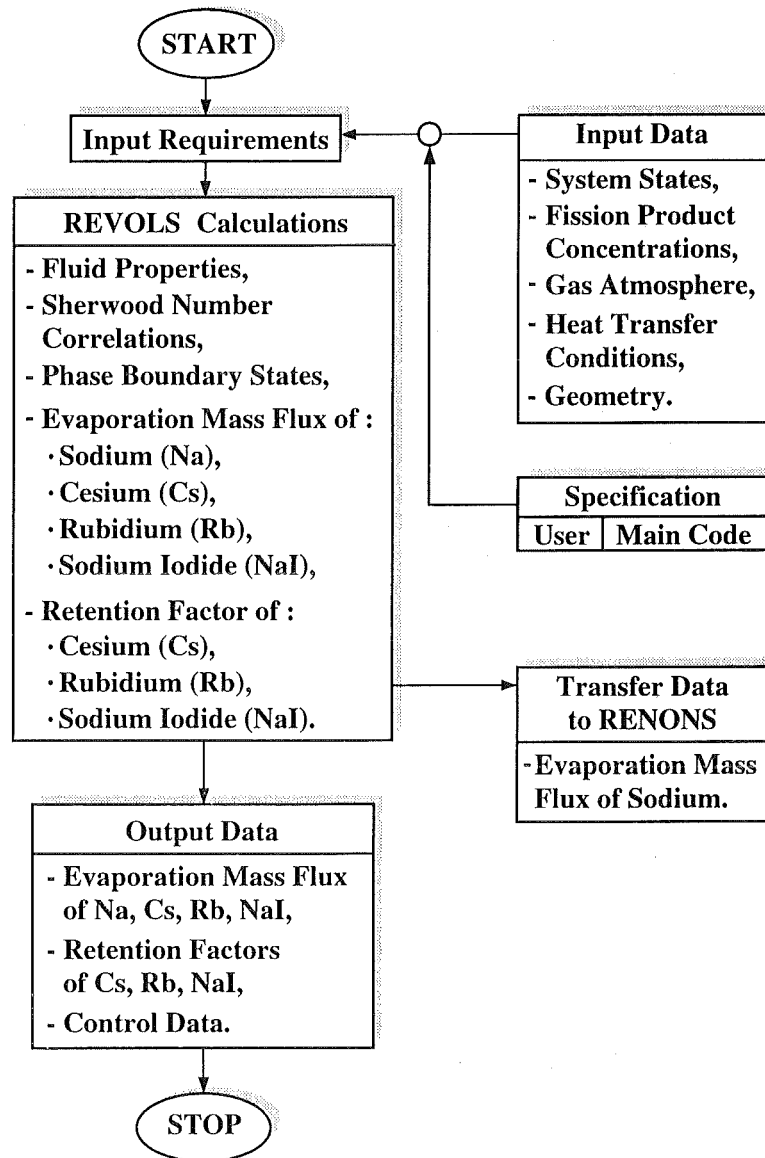 START
Input Requirements
Input Data
- System States,
- Fission Product
Concentrations,
- Gas Atmosphere,
- Heat Transfer
Conditions,
- Geometry.
Specification
User Main Code
REVOLS Calculations
- Fluid Properties,
- Sherwood Number
Correlations,
- Phase Boundary States,
- Evaporation Mass Flux of :
· Sodium (Na),
· Cesium (Cs),
· Rubidium (Rb),
· Sodium Iodide (NaI),
- Retention Factor of :
· Cesium (Cs),
· Rubidium (Rb),
· Sodium Iodide (NaI).
Transfer Data
to RENONS
- Evaporation Mass
Flux of Sodium.
Output Data
- Evaporation Mass Flux
of Na, Cs, Rb, NaI,
- Retention Factors
of Cs, Rb, NaI,
- Control Data.
STOP